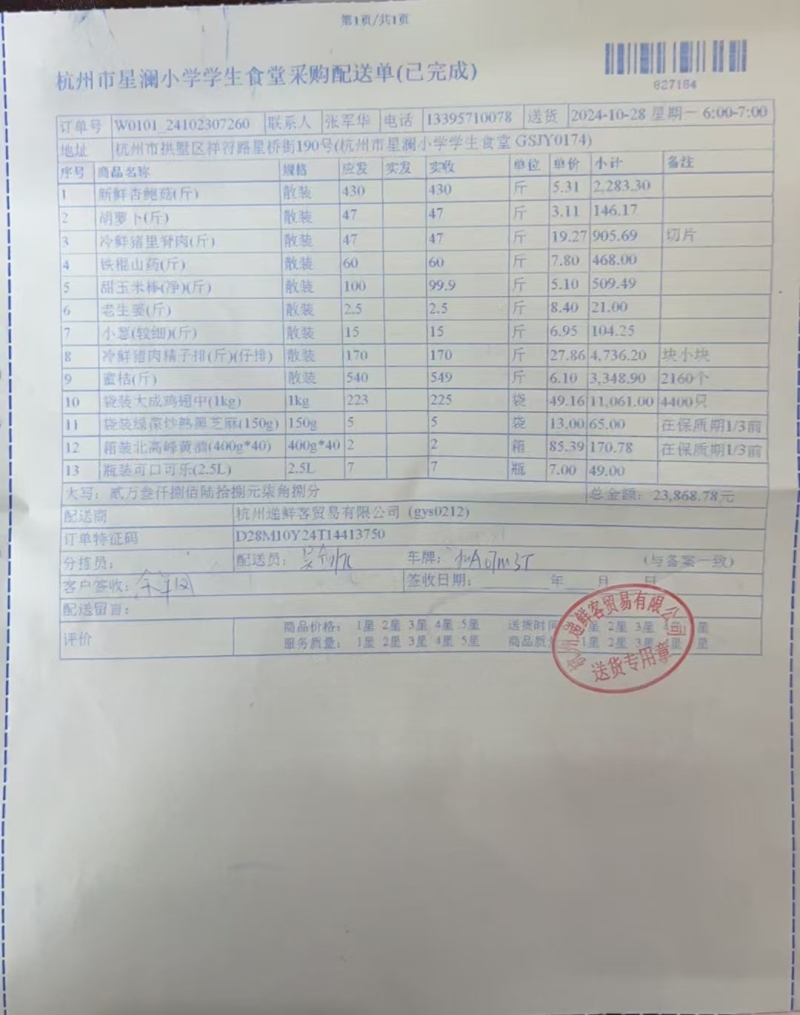 第1页/共1页
杭州市星澜小学学生食堂采购配送单(已完成)
827184
订单号 W0101_24102307260 联系人 张军华 电话 13395710078 送货 2024-10-28 星期一 6:00-7:00
地址 杭州市拱墅区祥符路星桥街190号(杭州市星澜小学学生食堂 GSJY0174)
序号 商品名称 规格 应发 实发 实收 单位 单价 小计 备注
1 新鲜杏鲍菇(斤) 散装 430 430 斤 5.31 2,283.30
2 胡萝卜(斤) 散装 47 47 斤 3.11 146.17
3 冷鲜猪里脊肉(斤) 散装 47 47 斤 19.27 905.69 切片
4 铁棍山药(斤) 散装 60 60 斤 7.80 468.00
5 甜玉米棒(净)(斤) 散装 100 99.9 斤 5.10 509.49
6 老生姜(斤) 散装 2.5 2.5 斤 8.40 21.00
7 小葱(较细)(斤) 散装 15 15 斤 6.95 104.25
8 冷鲜猪肉精子排(斤)(仔排) 散装 170 170 斤 27.86 4,736.20 块小块
9 蜜桔(斤) 散装 540 549 斤 6.10 3,348.90 2160个
10 袋装大成鸡翅中(1kg) 1kg 223 225 袋 49.16 11,061.00 4400只
11 袋装绿蒙炒熟黑芝麻(150g) 150g 5 5 袋 13.00 65.00 在保质期1/3前
12 箱装北高峰黄油(400g*40) 400g*40 2 2 箱 85.39 170.78 在保质期1/3前
13 瓶装可口可乐(2.5L) 2.5L 7 7 瓶 7.00 49.00
大写：贰万叁仟捌佰陆拾捌元柒角捌分 总金额：23,868.78元
配送商 杭州递鲜客贸易有限公司 (gys0212)
订单特征码 D28M10Y24T14413750
分拣员： 配送员： 车牌： (与备案一致)
客户签收： 签收日期： 年 月 日
配送留言：
评价 商品价格： 1星 2星 3星 4星 5星 送货时间 星 2星 3星 星 星
服务质量： 1星 2星 3星 4星 5星 商品质 1星 2星 3星 星 星
杭州递鲜客贸易有限公司
送货专用章